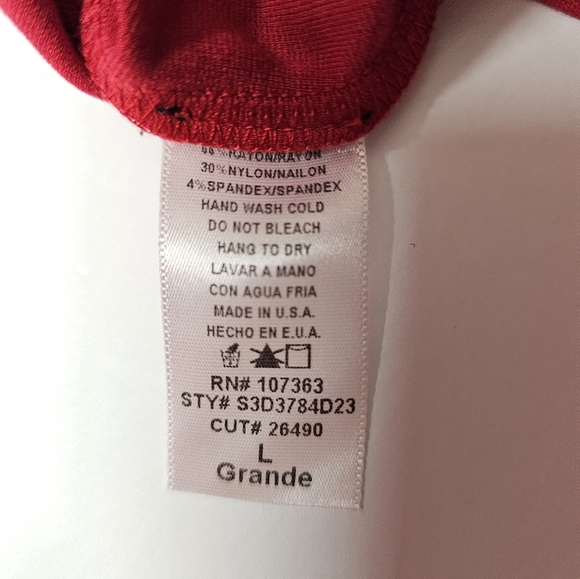 66%RAYON/RAYON
30%NYLON/NAILON
4%SPANDEX/SPANDEX
HAND WASH COLD
DO NOT BLEACH
HANG TO DRY
LAVAR A MANO
CON AGUA FRIA
MADE IN U.S.A.
HECHO EN E.U.A.
RN# 107363
STY# S3D3784D23
CUT# 26490
L
Grande